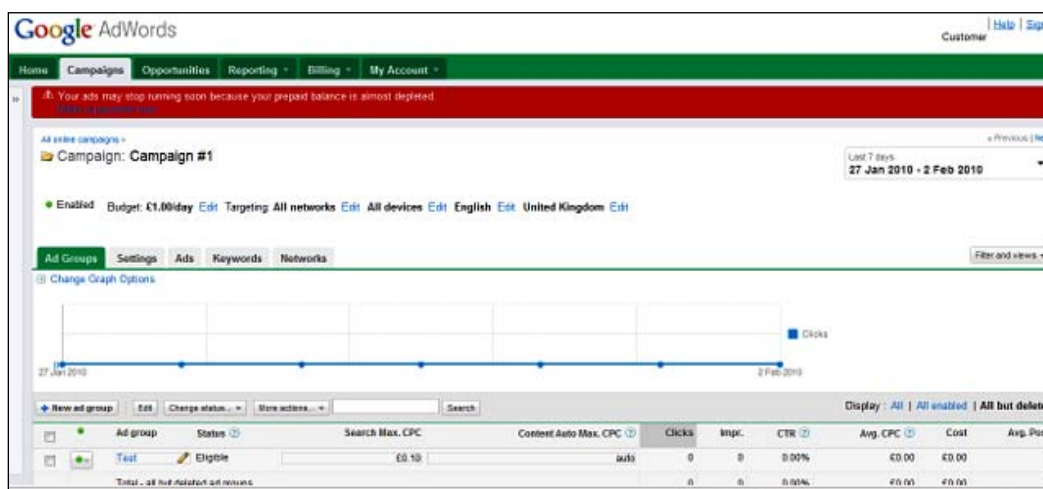 Google AdWords
Help | Sig
Customer
Home Campaigns Opportunities Reporting Billing My Account
»
Your ads may stop running soon because your prepaid balance is almost depleted.
All online campaigns >
« Previous | Ne
Campaign: Campaign #1
Last 7 days
27 Jan 2010 - 2 Feb 2010
Enabled Budget: £1.00/day Edit Targeting All networks Edit All devices Edit English Edit United Kingdom Edit
Ad Groups Settings Ads Keywords Networks
Filter and views
Change Graph Options
Clicks
27 Jan 2010 2 Feb 2010
New ad group Edit Change status... More actions... Search
Display : All | All enabled | All but delete
Ad group Status Search Max. CPC Content Auto Max. CPC Clicks Impr. CTR Avg. CPC Cost Avg. Pos
Test Eligible £0.10 auto 0 0 0.00% £0.00 £0.00
Total - all but deleted ad groups 0 0 0.00% £0.00 £0.00